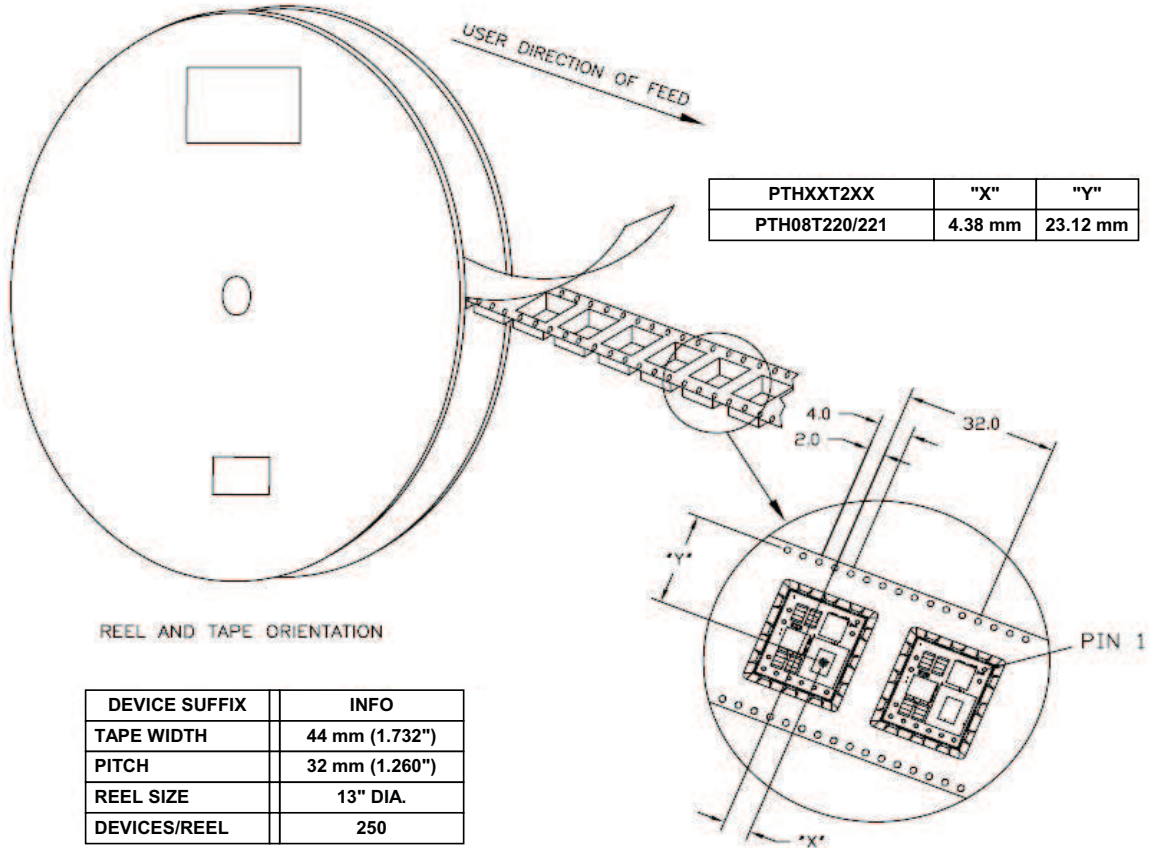 USER DIRECTION OF FEED
PTHXXT2XX "X" "Y"
PTH08T220/221 4.38 mm 23.12 mm
4.0
2.0
32.0
"Y"
PIN 1
"X"
REEL AND TAPE ORIENTATION
DEVICE SUFFIX INFO
TAPE WIDTH 44 mm (1.732")
PITCH 32 mm (1.260")
REEL SIZE 13" DIA.
DEVICES/REEL 250